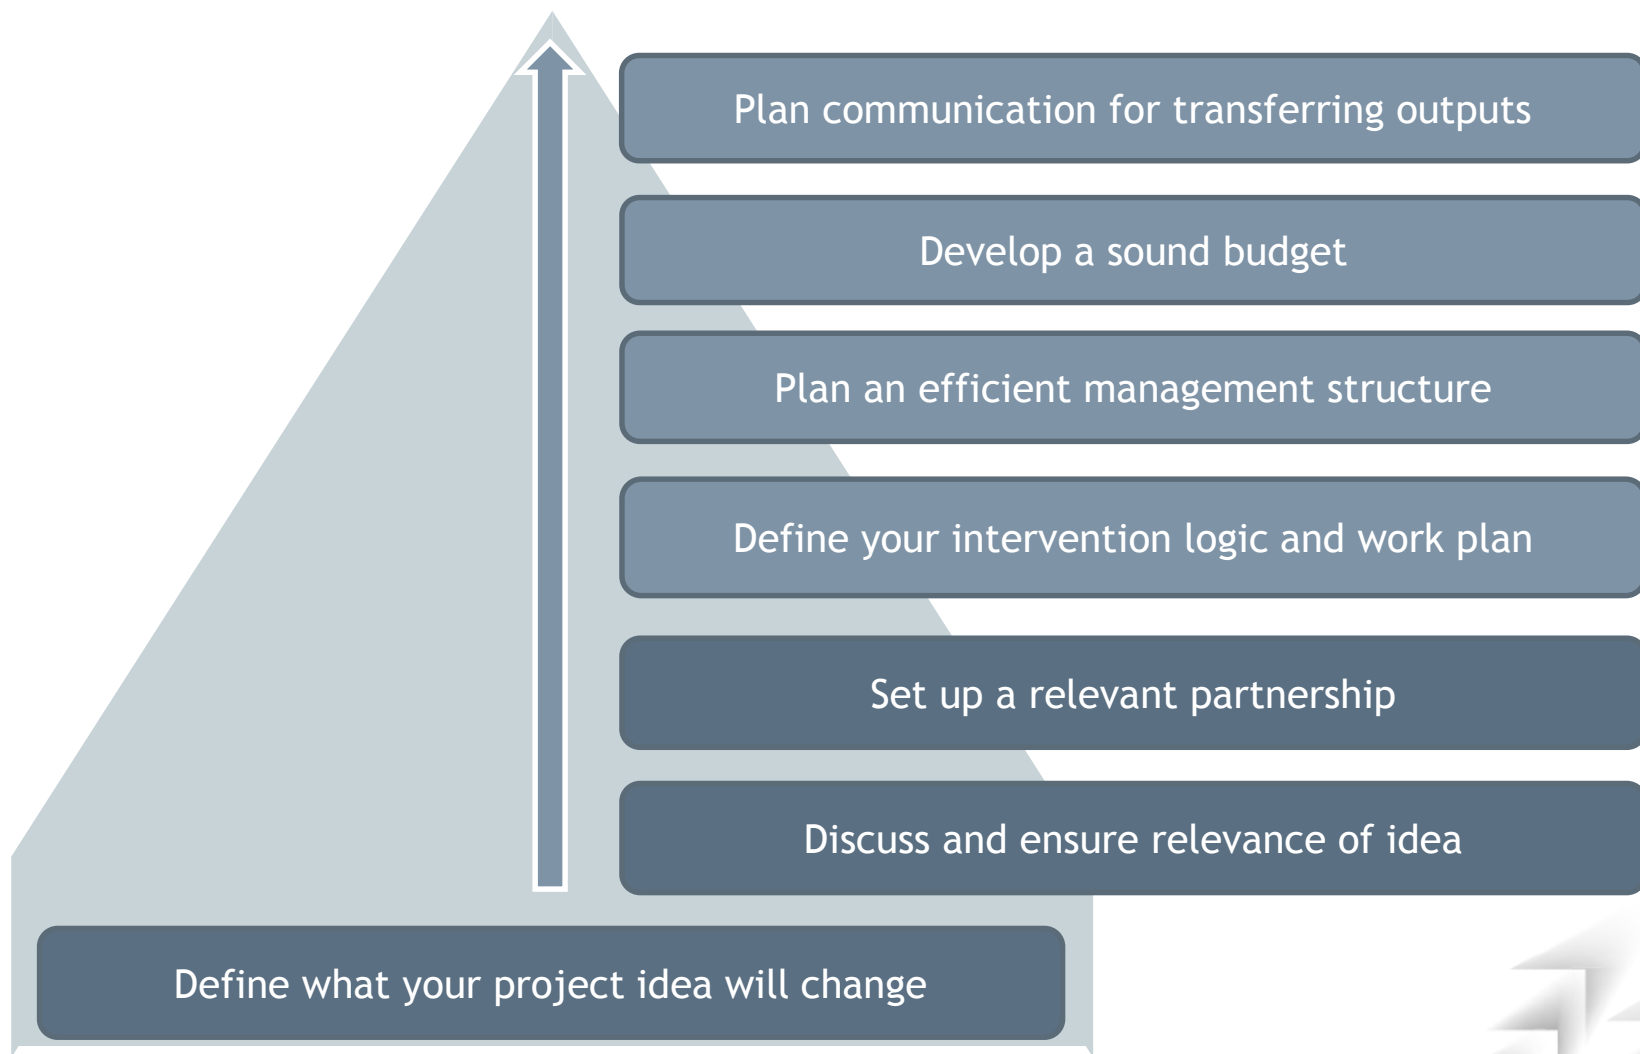 Plan communication for transferring outputs
Develop a sound budget
Plan an efficient management structure
Define your intervention logic and work plan
Set up a relevant partnership
Discuss and ensure relevance of idea
Define what your project idea will change